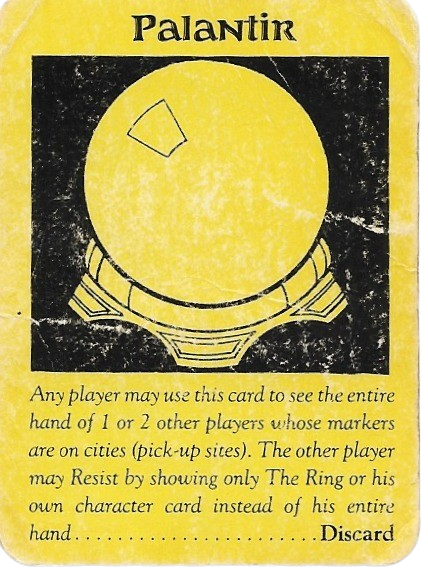 Palantir
Any player may use this card to see the entire
hand of 1 or 2 other players whose markers
are on cities (pick-up sites). The other player
may Resist by showing only The Ring or his
own character card instead of his entire
hand.......................Discard